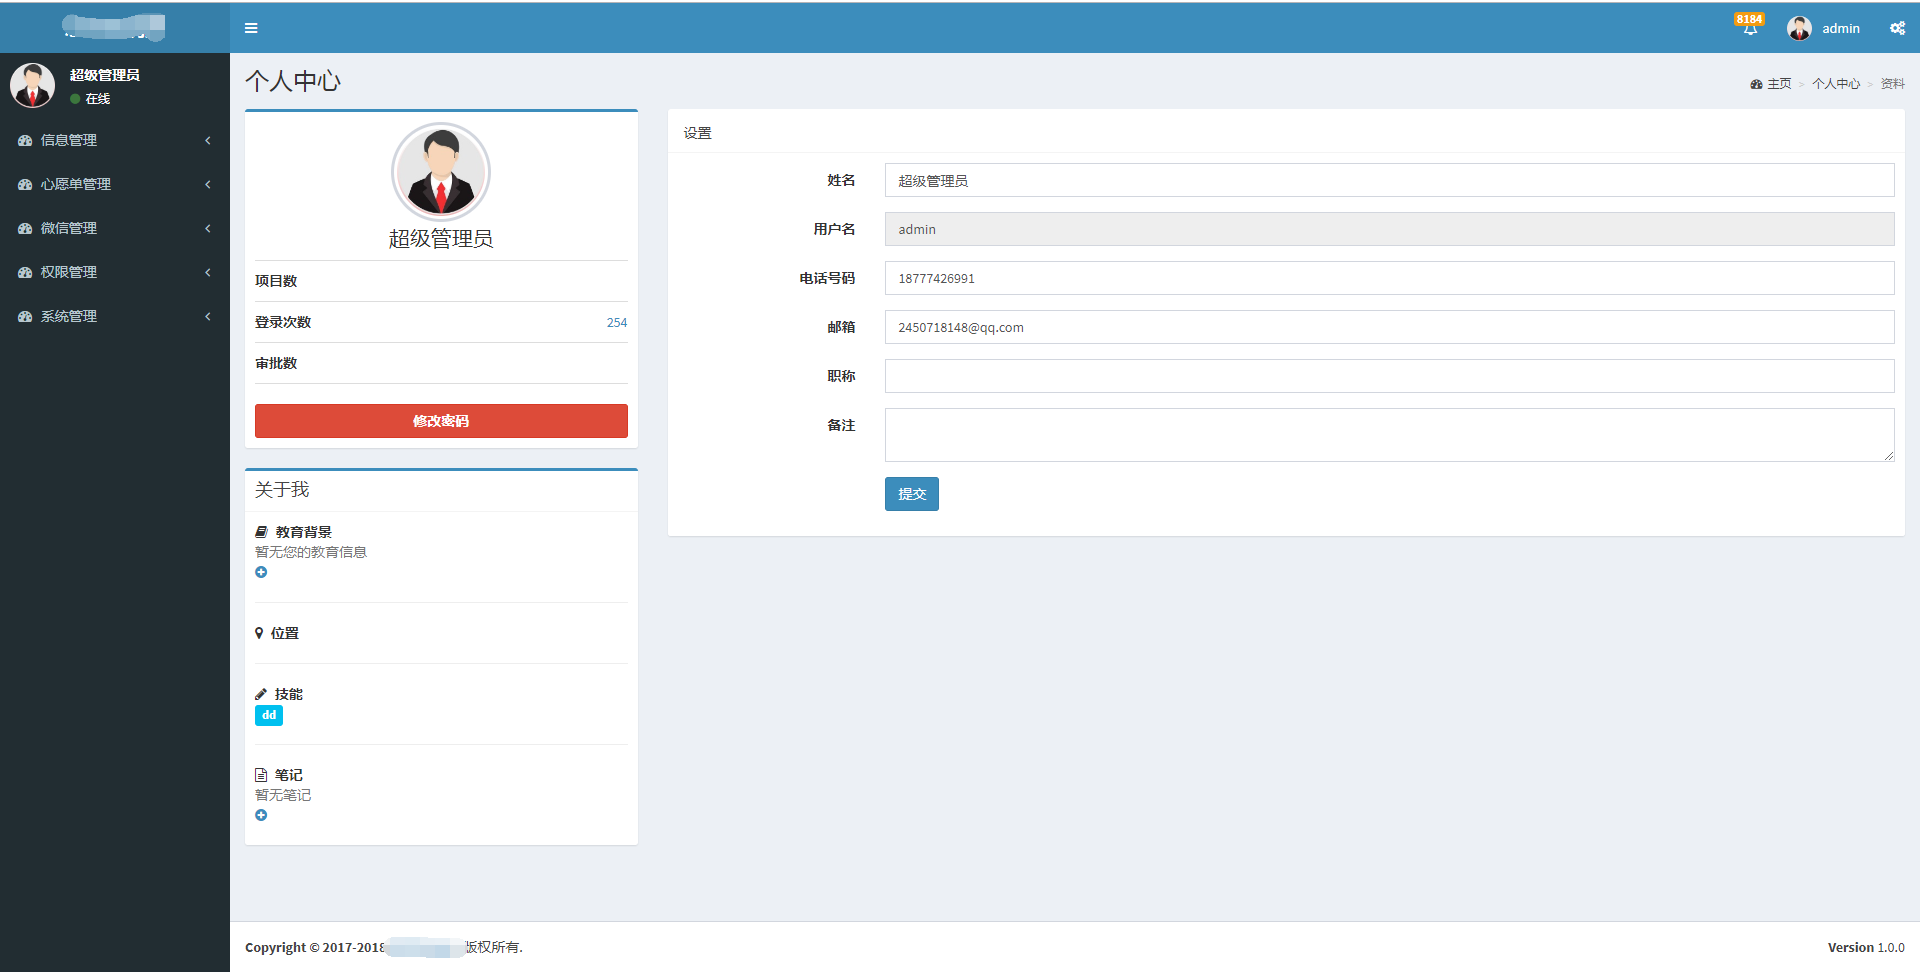 8184
admin
超级管理员
在线
信息管理
心愿单管理
微信管理
权限管理
系统管理
个人中心
主页 > 个人中心 > 资料
超级管理员
项目数
登录次数 254
审批数
修改密码
关于我
教育背景
暂无您的教育信息
位置
技能
dd
笔记
暂无笔记
设置
姓名 超级管理员
用户名 admin
电话号码 18777426991
邮箱 2450718148@qq.com
职称
备注
提交
Copyright © 2017-2018 版权所有.
Version 1.0.0